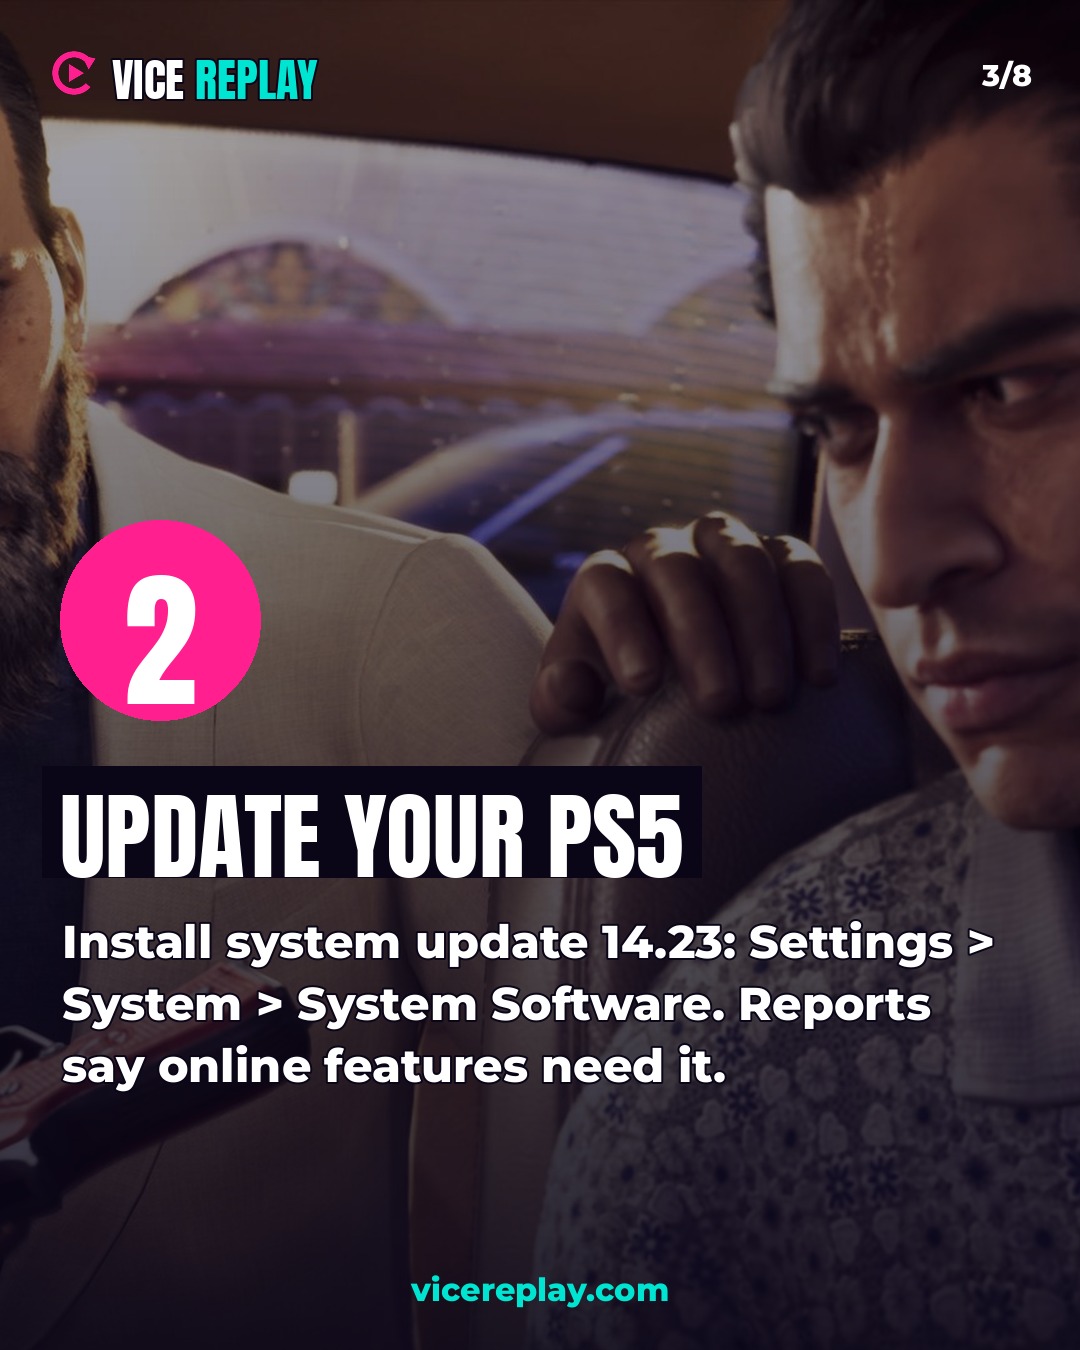 VICE REPLAY
3/8
2
UPDATE YOUR PS5
Install system update 14.23: Settings >
System > System Software. Reports
say online features need it.
vicereplay.com